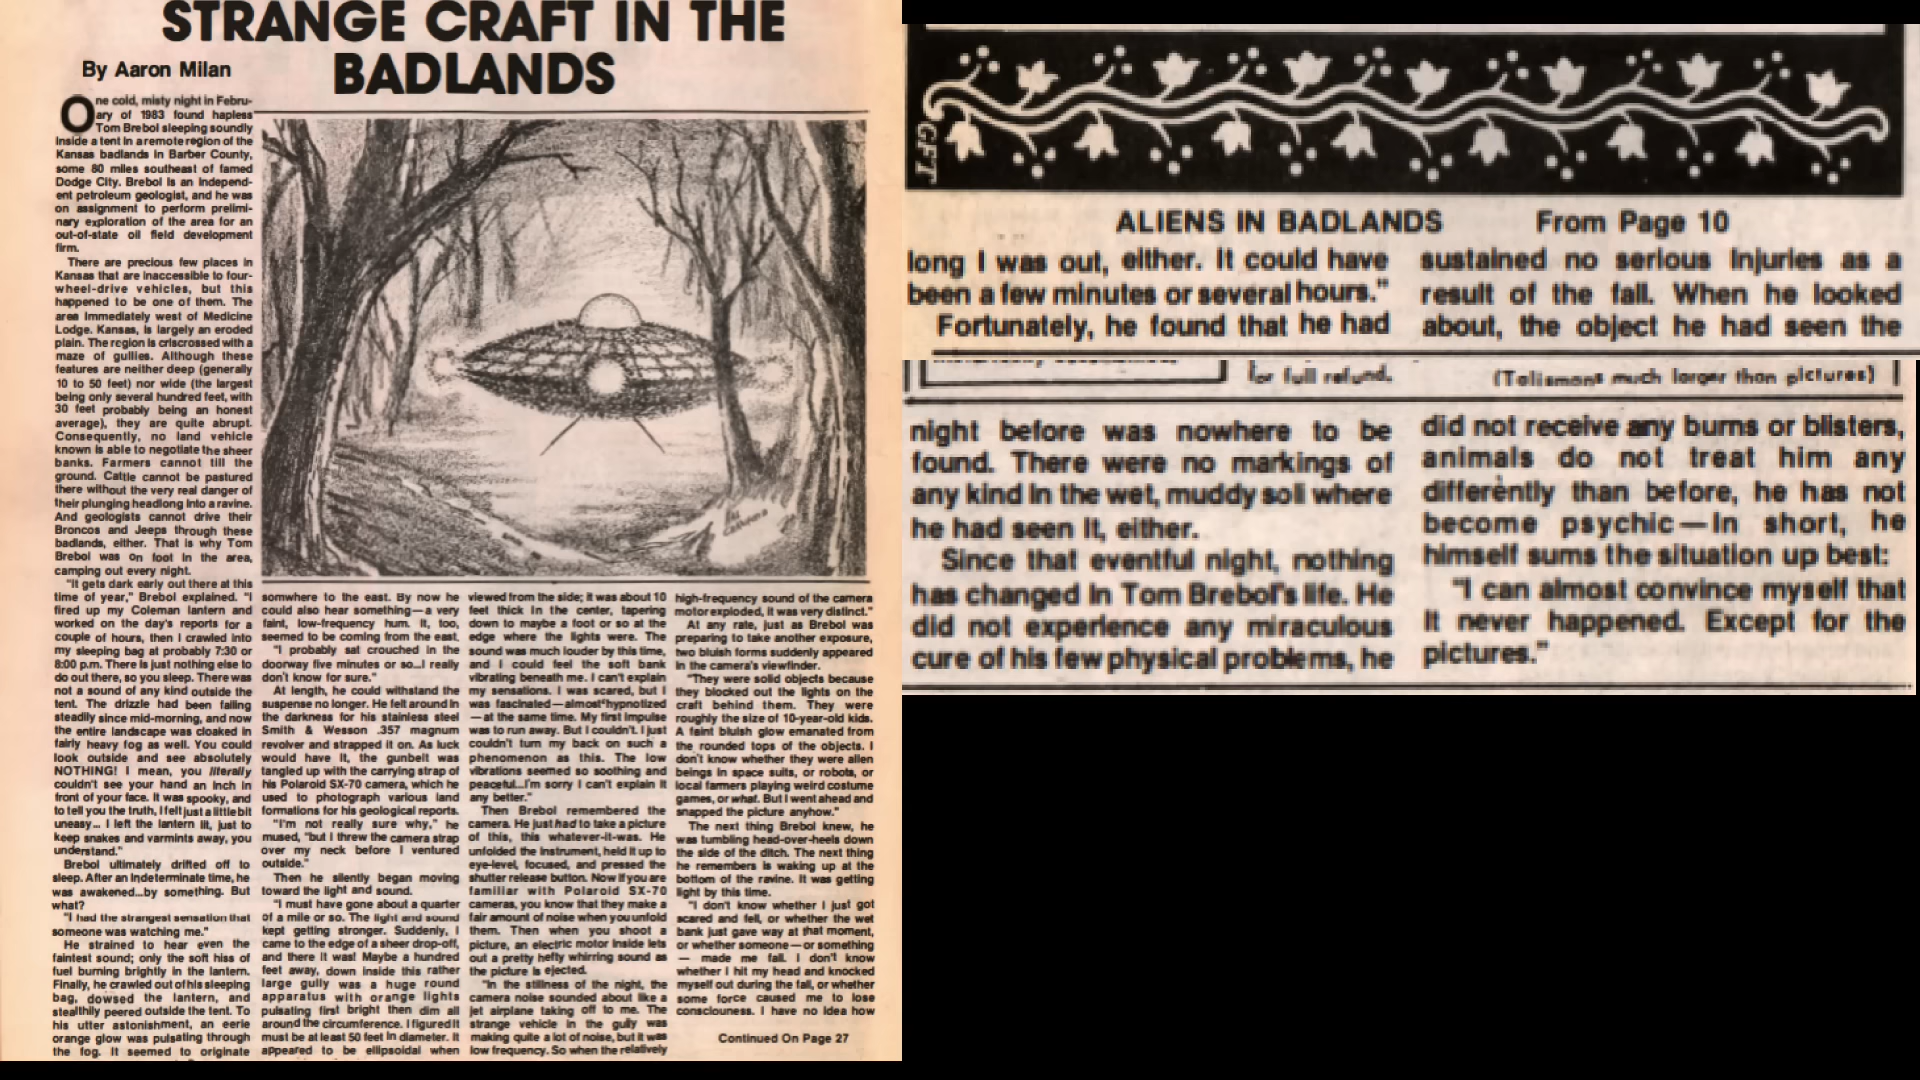 STRANGE CRAFT IN THE
BADLANDS
By Aaron Milan
One cold, misty night in Febru-
ary of 1983 found hapless
Tom Brebol sleeping soundly
inside a tent in a remote region of the
Kansas badlands in Barber County,
some 80 miles southeast of famed
Dodge City. Brebol is an independ-
ent petroleum geologist, and he was
on assignment to perform prelimi-
nary exploration of the area for an
out-of-state oil field development
firm.
There are precious few places in
Kansas that are inaccessible to four-
wheel-drive vehicles, but this
happened to be one of them. The
area immediately west of Medicine
Lodge. Kansas, is largely an eroded
plain. The region is criscrossed with a
maze of gullies. Although these
features are neither deep (generally
10 to 50 feet) nor wide (the largest
being only several hundred feet, with
30 feet probably being an honest
average), they are quite abrupt.
Consequently, no land vehicle
known is able to negotiate the sheer
banks. Farmers cannot till the
ground. Cattle cannot be pastured
there without the very real danger of
their plunging headlong into a ravine.
And geologists cannot drive their
Broncos and Jeeps through these
badlands, either. That is why Tom
Brebol was on foot in the area,
camping out every night.
"It gets dark early out there at this
time of year," Brebol explained. "I
fired up my Coleman lantern and
worked on the day's reports for a
couple of hours, then I crawled into
my sleeping bag at probably 7:30 or
8:00 p.m. There is just nothing else to
do out there, so you sleep. There was
not a sound of any kind outside the
tent. The drizzle had been falling
steadily since mid-morning, and now
the entire landscape was cloaked in
fairly heavy fog as well. You could
look outside and see absolutely
NOTHING! I mean, you literally
couldn't see your hand an inch in
front of your face. It was spooky, and
to tell you the truth, I felt just a little bit
uneasy... I left the lantern lit, just to
keep snakes and varmints away, you
understand."
Brebol ultimately drifted off to
sleep. After an indeterminate time, he
was awakened...by something. But
what?
"I had the strangest sensation that
someone was watching me."
He strained to hear even the
faintest sound; only the soft hiss of
fuel burning brightly in the lantern.
Finally, he crawled out of his sleeping
bag, dowsed the lantern, and
stealthily peered outside the tent. To
his utter astonishment, an eerie
orange glow was pulsating through
the fog. It seemed to originate
somwhere to the east. By now he
could also hear something—a very
faint, low-frequency hum. It, too,
seemed to be coming from the east.
"I probably sat crouched in the
doorway five minutes or so...I really
don't know for sure."
At length, he could withstand the
suspense no longer. He felt around in
the darkness for his stainless steel
Smith & Wesson .357 magnum
revolver and strapped it on. As luck
would have it, the gunbelt was
tangled up with the carrying strap of
his Polaroid SX-70 camera, which he
used to photograph various land
formations for his geological reports.
"I'm not really sure why," he
mused, "but I threw the camera strap
over my neck before I ventured
outside."
Then he silently began moving
toward the light and sound.
"I must have gone about a quarter
of a mile or so. The light and sound
kept getting stronger. Suddenly, I
came to the edge of a sheer drop-off,
and there it was! Maybe a hundred
feet away, down inside this rather
large gully was a huge round
apparatus with orange lights
pulsating first bright then dim all
around the circumference. I figured it
must be at least 50 feet in diameter. It
appeared to be ellipsoidal when
viewed from the side; it was about 10
feet thick in the center, tapering
down to maybe a foot or so at the
edge where the lights were. The
sound was much louder by this time,
and I could feel the soft bank
vibrating beneath me. I can't explain
my sensations. I was scared, but I
was fascinated—almost hypnotized
—at the same time. My first impulse
was to run away. But I couldn't. I just
couldn't turn my back on such a
phenomenon as this. The low
vibrations seemed so soothing and
peaceful...I'm sorry I can't explain it
any better."
Then Brebol remembered the
camera. He just had to take a picture
of this, this whatever-it-was. He
unfolded the instrument, held it up to
eye-level, focused, and pressed the
shutter release button. Now if you are
familiar with Polaroid SX-70
cameras, you know that they make a
fair amount of noise when you unfold
them. Then when you shoot a
picture, an electric motor inside lets
out a pretty hefty whirring sound as
the picture is ejected.
"In the stillness of the night, the
camera noise sounded about like a
jet airplane taking off to me. The
strange vehicle in the gully was
making quite a lot of noise, but it was
low frequency. So when the relatively
high-frequency sound of the camera
motor exploded, it was very distinct."
At any rate, just as Brebol was
preparing to take another exposure,
two bluish forms suddenly appeared
in the camera's viewfinder.
"They were solid objects because
they blocked out the lights on the
craft behind them. They were
roughly the size of 10-year-old kids.
A faint bluish glow emanated from
the rounded tops of the objects. I
don't know whether they were alien
beings in space suits, or robots, or
local farmers playing weird costume
games, or what. But I went ahead and
snapped the picture anyhow."
The next thing Brebol knew, he
was tumbling head-over-heels down
the side of the ditch. The next thing
he remembers is waking up at the
bottom of the ravine. It was getting
light by this time.
"I don't know whether I just got
scared and fell, or whether the wet
bank just gave way at that moment,
or whether someone—or something
— made me fall. I don't know
whether I hit my head and knocked
myself out during the fall, or whether
some force caused me to lose
consciousness. I have no idea how
Continued On Page 27
GFT
ALIENS IN BADLANDS From Page 10
long I was out, either. It could have
been a few minutes or several hours."
Fortunately, he found that he had
sustained no serious injuries as a
result of the fall. When he looked
about, the object he had seen the
for full refund.
(Talismans much larger than pictures)
night before was nowhere to be
found. There were no markings of
any kind in the wet, muddy soil where
he had seen it, either.
Since that eventful night, nothing
has changed in Tom Brebol's life. He
did not experience any miraculous
cure of his few physical problems, he
did not receive any burns or blisters,
animals do not treat him any
differently than before, he has not
become psychic—In short, he
himself sums the situation up best:
"I can almost convince myself that
it never happened. Except for the
pictures."